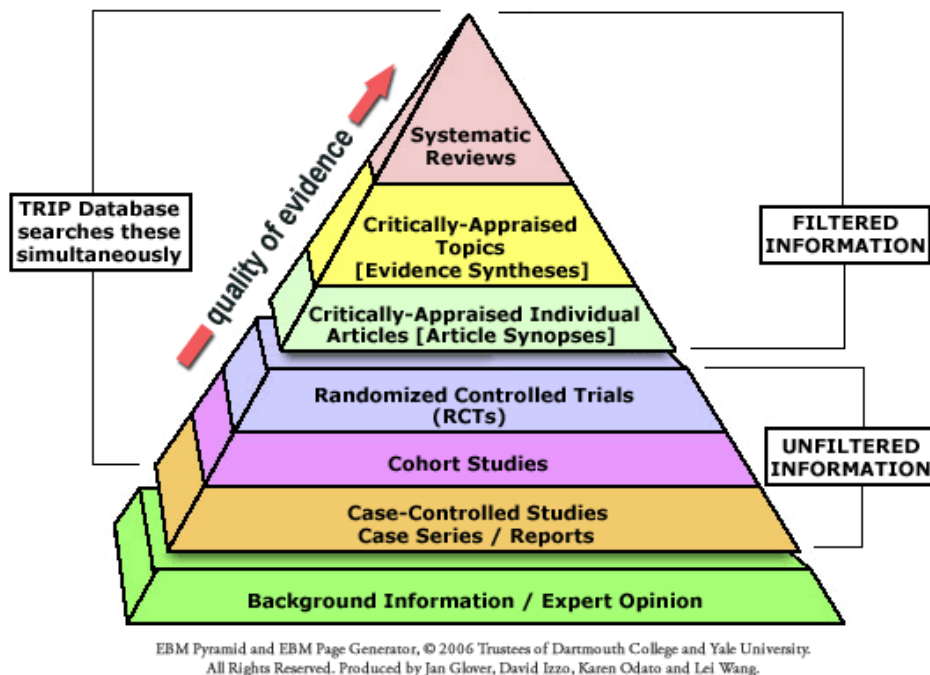 Systematic
Reviews
quality of evidence
TRIP Database
searches these
simultaneously
FILTERED
INFORMATION
Critically-Appraised
Topics
[Evidence Syntheses]
Critically-Appraised Individual
Articles [Article Synopses]
Randomized Controlled Trials
(RCTs)
UNFILTERED
INFORMATION
Cohort Studies
Case-Controlled Studies
Case Series / Reports
Background Information / Expert Opinion
EBM Pyramid and EBM Page Generator, © 2006 Trustees of Dartmouth College and Yale University.
All Rights Reserved. Produced by Jan Glover, David Izzo, Karen Odato and Lei Wang.